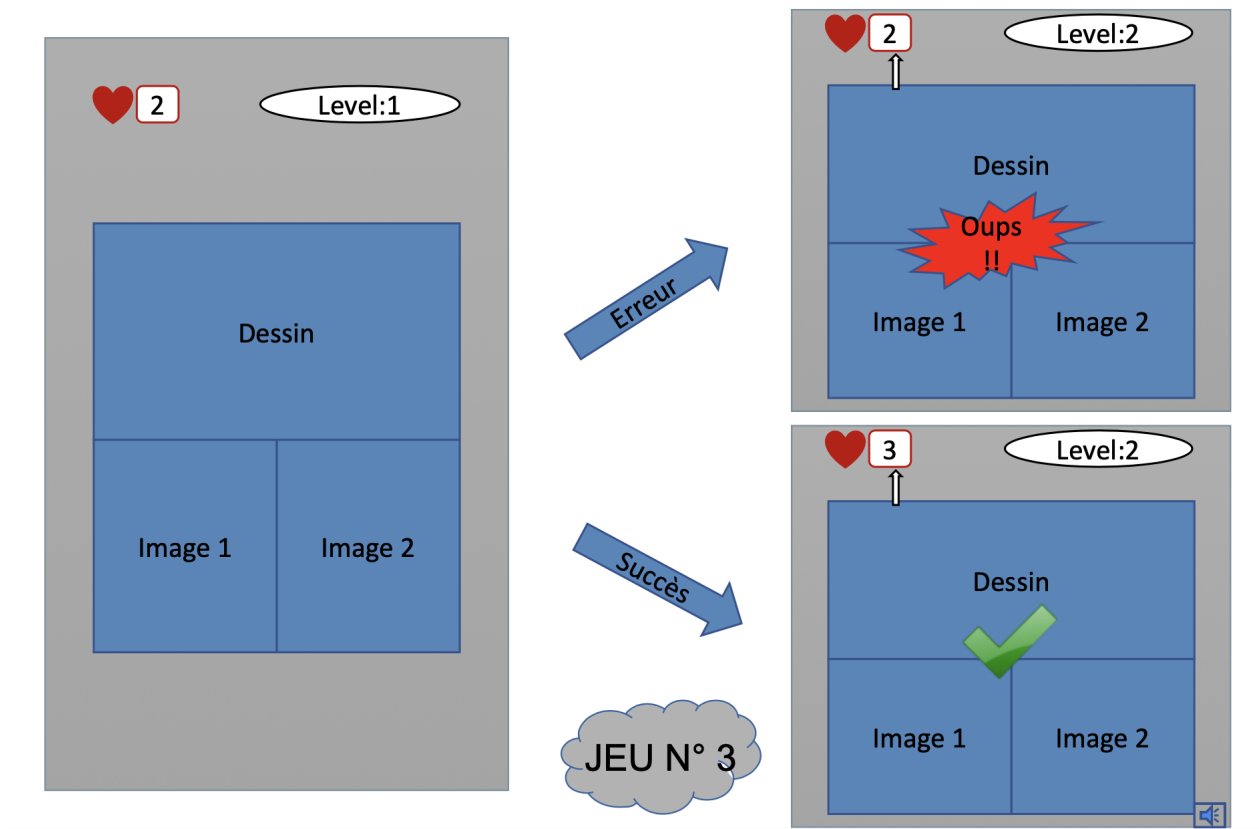 2
Level:1
Dessin
Image 1
Image 2
Erreur
Succès
JEU N° 3
2
Level:2
Dessin
Oups
!!
Image 1
Image 2
3
Level:2
Dessin
Image 1
Image 2